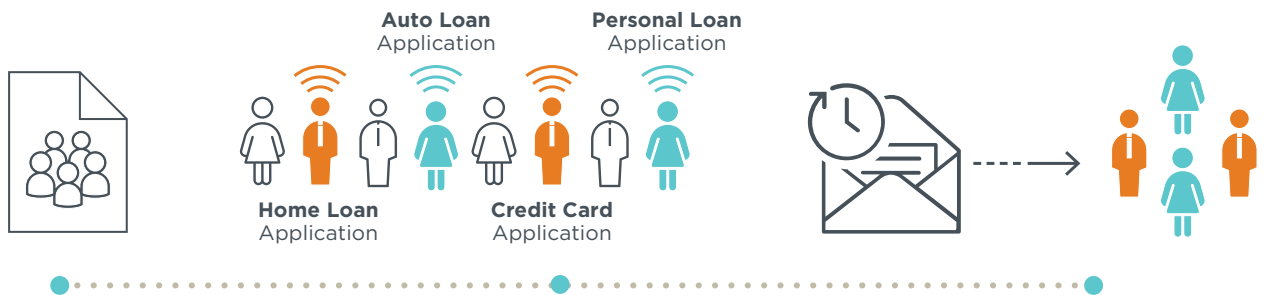 Auto Loan
Application
Personal Loan
Application
Home Loan
Application
Credit Card
Application